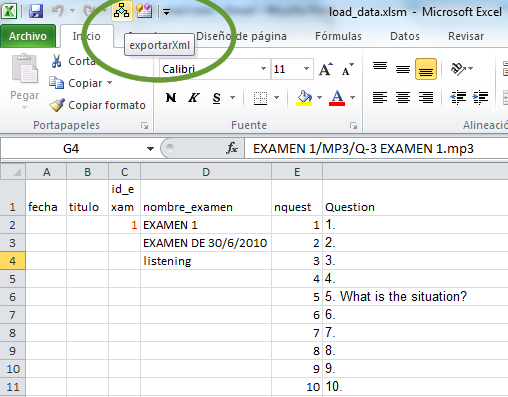 load_data.xlsm - Microsoft Excel
Archivo Inicio Diseño de página Fórmulas Datos Revisar
exportarXml
Cortar
Copiar
Copiar formato
Pegar
Calibri 11
N K S
Portapapeles Fuente Alineació
G4 fx EXAMEN 1/MP3/Q-3 EXAMEN 1.mp3
A B C D E F
1 fecha titulo id_exam nombre_examen nquest Question
2 1 EXAMEN 1 1 1.
3 EXAMEN DE 30/6/2010 2 2.
4 listening 3 3.
5 4 4.
6 5 5. What is the situation?
7 6 6.
8 7 7.
9 8 8.
10 9 9.
11 10 10.